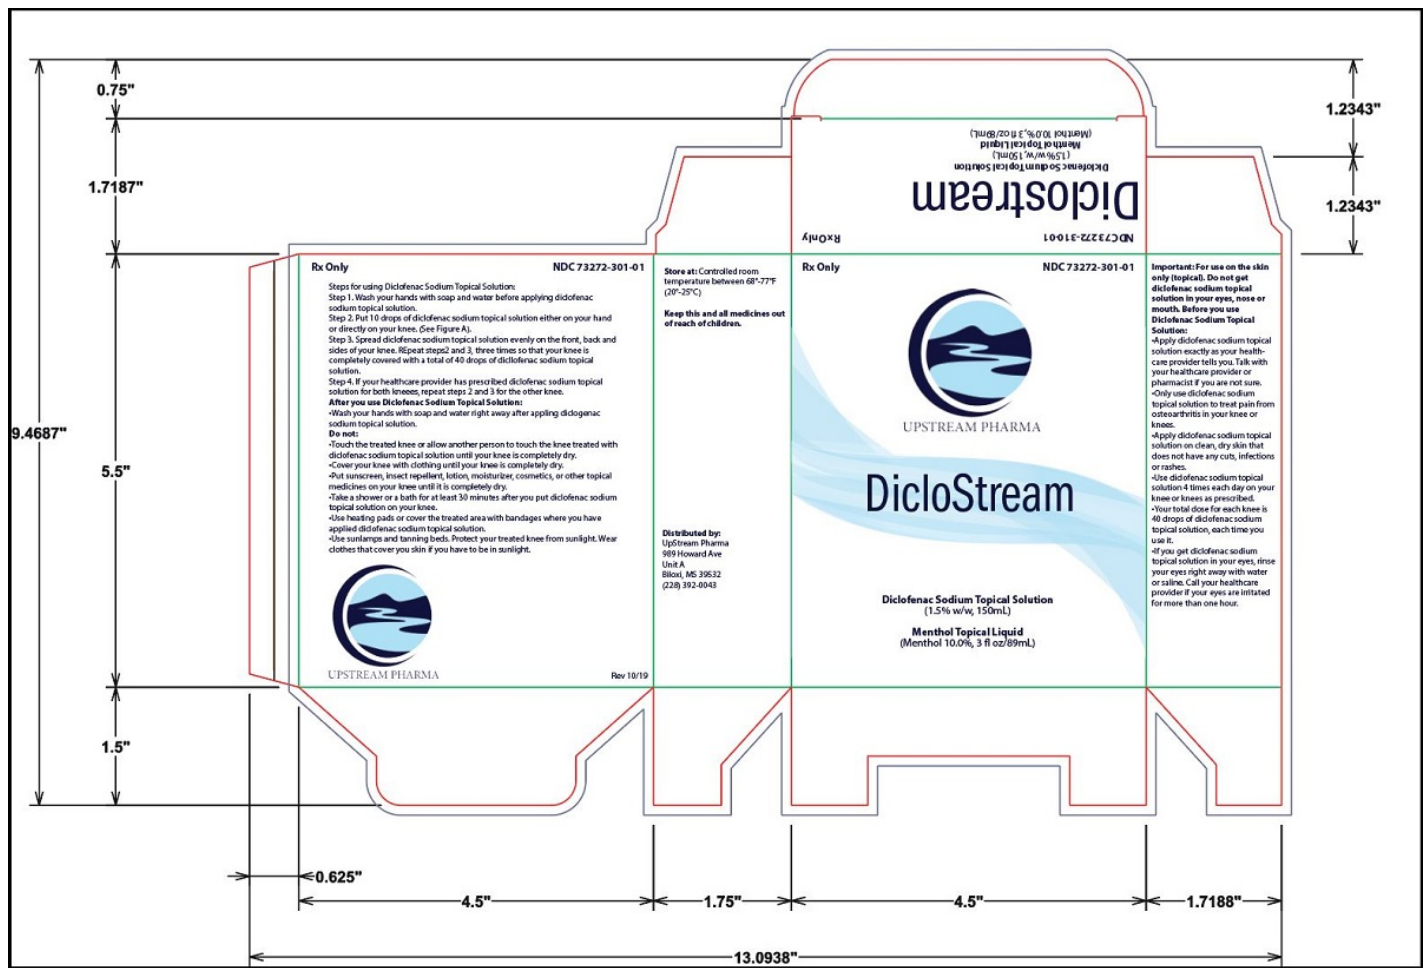 0.75"
1.7187"
9.4687"
5.5"
1.5"
1.2343"
1.2343"
NDC 73272-310-01
Rx Only
Diclostream
Diclofenac Sodium Topical Solution
(1.5% w/w, 150mL)
Menthol Topical Liquid
(Menthol 10.0%, 3 fl oz/89mL)
Rx Only
NDC 73272-301-01
Steps for using Diclofenac Sodium Topical Solution:
Step 1. Wash your hands with soap and water before applying diclofenac
sodium topical solution.
Step 2. Put 10 drops of diclofenac sodium topical solution either on your hand
or directly on your knee. (See Figure A).
Step 3. Spread diclofenac sodium topical solution evenly on the front, back and
sides of your knee. REpeat steps2 and 3, three times so that your knee is
completely covered with a total of 40 drops of diclofenac sodium topical
solution.
Step 4. If your healthcare provider has prescribed diclofenac sodium topical
solution for both kneees, repeat steps 2 and 3 for the other knee.
After you use Diclofenac Sodium Topical Solution:
•Wash your hands with soap and water right away after appling diclogenac
sodium topical solution.
Do not:
•Touch the treated knee or allow another person to touch the knee treated with
diclofenac sodium topical solution until your knee is completely dry.
•Cover your knee with clothing until your knee is completely dry.
•Put sunscreen, insect repellent, lotion, moisturizer, cosmetics, or other topical
medicines on your knee until it is completely dry.
•Take a shower or a bath for at least 30 minutes after you put diclofenac sodium
topical solution on your knee.
•Use heating pads or cover the treated area with bandages where you have
applied diclofenac sodium topical solution.
•Use sunlamps and tanning beds. Protect your treated knee from sunlight. Wear
clothes that cover you skin if you have to be in sunlight.
UPSTREAM PHARMA
Rev 10/19
Store at: Controlled room
temperature between 68°-77°F
(20°-25°C)
Keep this and all medicines out
of reach of children.
Distributed by:
UpStream Pharma
989 Howard Ave
Unit A
Biloxi, MS 39532
(228) 392-0043
Rx Only
NDC 73272-301-01
UPSTREAM PHARMA
DicloStream
Diclofenac Sodium Topical Solution
(1.5% w/w, 150mL)
Menthol Topical Liquid
(Menthol 10.0%, 3 fl oz/89mL)
Important: For use on the skin
only (topical). Do not get
diclofenac sodium topical
solution in your eyes, nose or
mouth. Before you use
Diclofenac Sodium Topical
Solution:
•Apply diclofenac sodium topical
solution exactly as your health-
care provider tells you. Talk with
your healthcare provider or
pharmacist if you are not sure.
•Only use diclofenac sodium
topical solution to treat pain from
osteoarthritis in your knee or
knees.
•Apply diclofenac sodium topical
solution on clean, dry skin that
does not have any cuts, infections
or rashes.
•Use diclofenac sodium topical
solution 4 times each day on your
knee or knees as prescribed.
•Your total dose for each knee is
40 drops of diclofenac sodium
topical solution, each time you
use it.
•If you get diclofenac sodium
topical solution in your eyes, rinse
your eyes right away with water
or saline. Call your healthcare
provider if your eyes are irritated
for more than one hour.
0.625"
4.5"
1.75"
4.5"
1.7188"
13.0938"